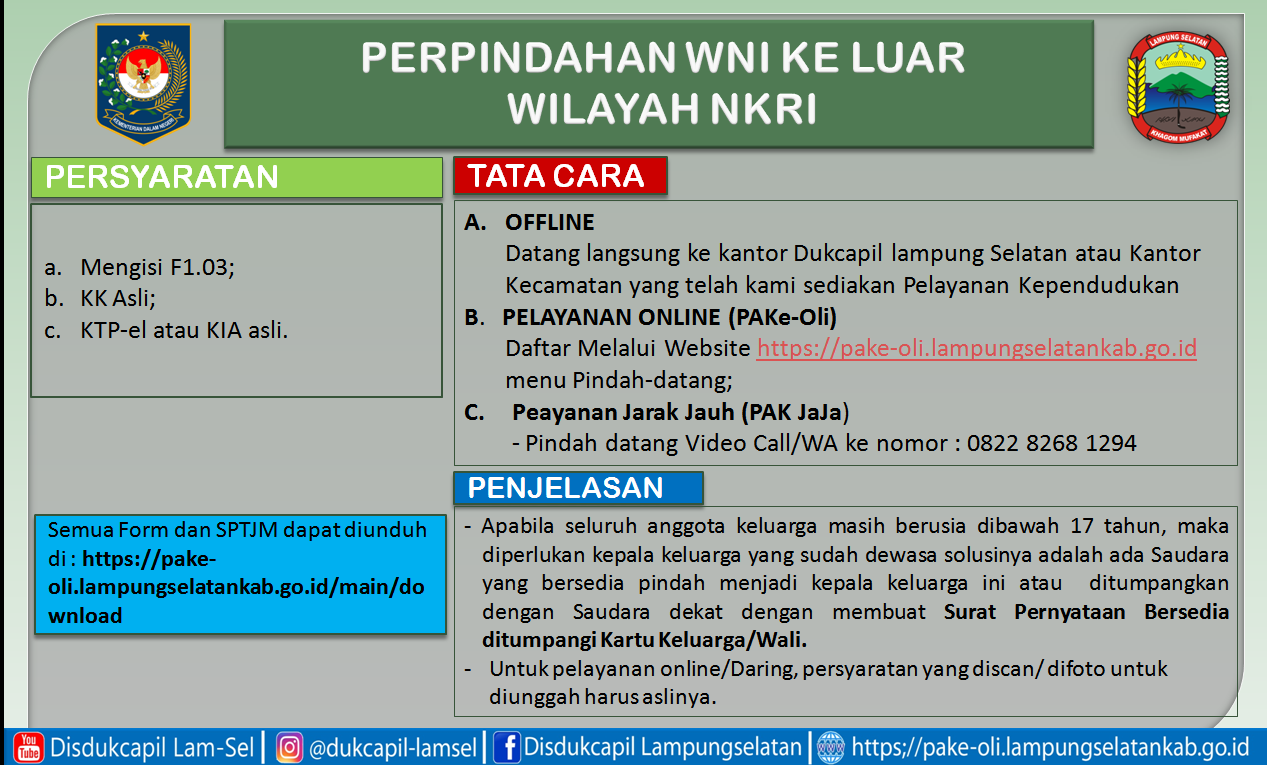 PERPINDAHAN WNI KE LUAR
WILAYAH NKRI
KEMENTERIAN DALAM NEGERI
LAMPUNG SELATAN
KHAGOM MUFAKAT
PERSYARATAN
a. Mengisi F1.03;
b. KK Asli;
c. KTP-el atau KIA asli.
Semua Form dan SPTJM dapat diunduh
di : https://pake-
oli.lampungselatankab.go.id/main/do
wnload
TATA CARA
A. OFFLINE
Datang langsung ke kantor Dukcapil lampung Selatan atau Kantor
Kecamatan yang telah kami sediakan Pelayanan Kependudukan
B. PELAYANAN ONLINE (PAKe-Oli)
Daftar Melalui Website https://pake-oli.lampungselatankab.go.id
menu Pindah-datang;
C. Peayanan Jarak Jauh (PAK JaJa)
- Pindah datang Video Call/WA ke nomor : 0822 8268 1294
PENJELASAN
- Apabila seluruh anggota keluarga masih berusia dibawah 17 tahun, maka
diperlukan kepala keluarga yang sudah dewasa solusinya adalah ada Saudara
yang bersedia pindah menjadi kepala keluarga ini atau ditumpangkan
dengan Saudara dekat dengan membuat Surat Pernyataan Bersedia
ditumpangi Kartu Keluarga/Wali.
- Untuk pelayanan online/Daring, persyaratan yang discan/ difoto untuk
diunggah harus aslinya.
You Tube Disdukcapil Lam-Sel | @dukcapil-lamsel | f Disdukcapil Lampungselatan | www https;//pake-oli.lampungselatankab.go.id